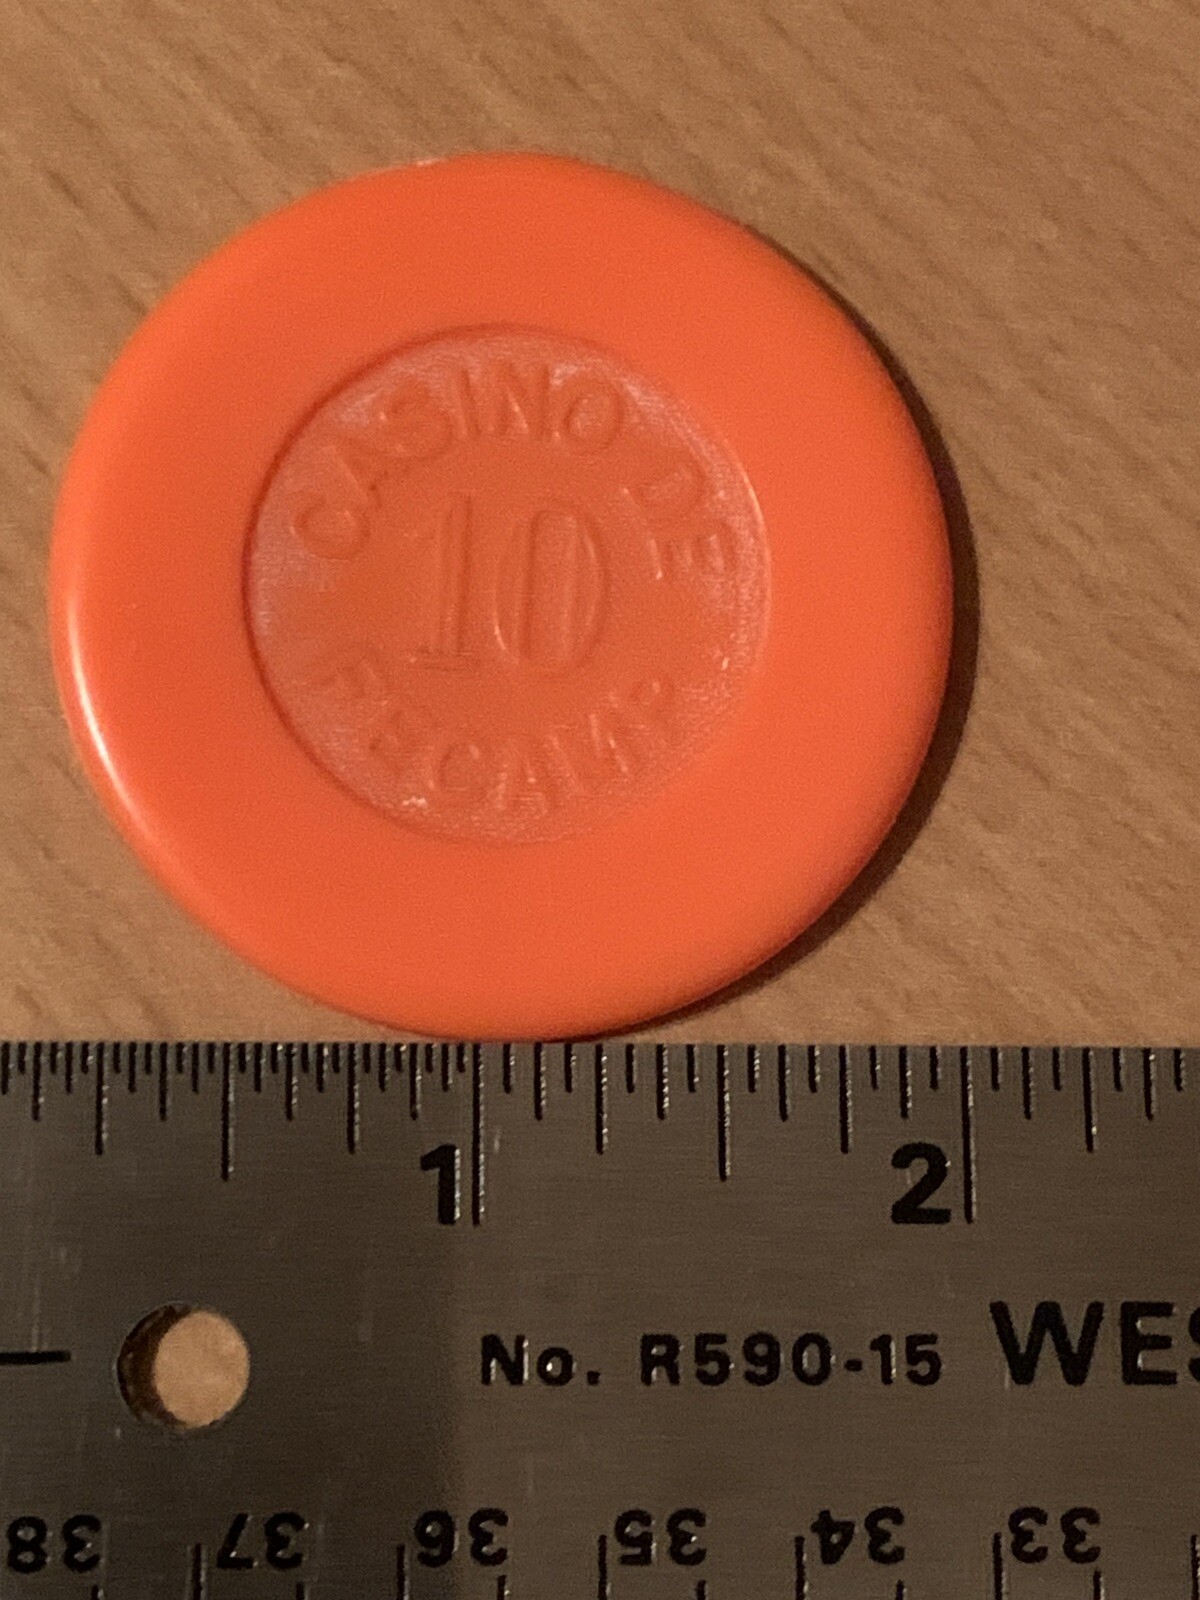 CASINO DE
10
FECAMP
1 2
No. R590-15 WES
38 37 36 35 34 33